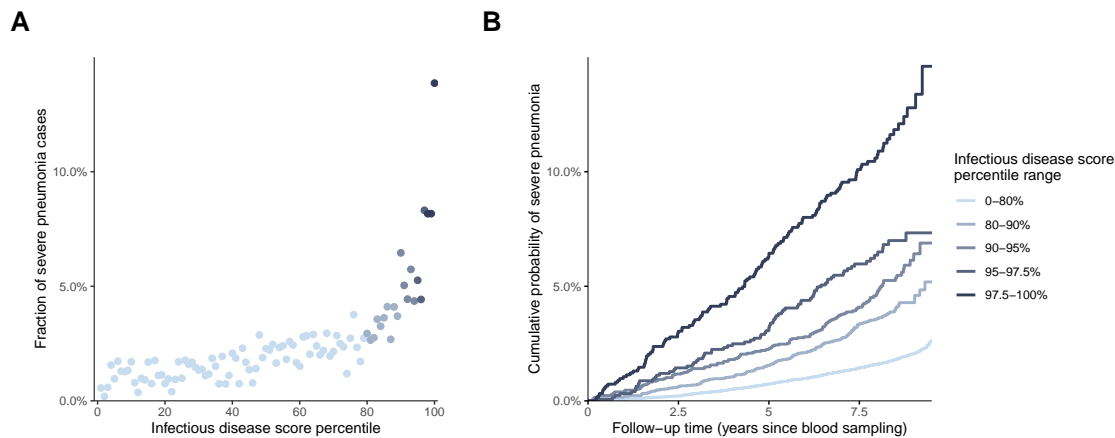 A
Fraction of severe pneumonia cases
10.0%
5.0%
0.0%
0
20
40
60
80
100
Infectious disease score percentile
B
Cumulative probability of severe pneumonia
10.0%
5.0%
0.0%
0
2.5
5
7.5
Follow−up time (years since blood sampling)
Infectious disease score
percentile range
0−80%
80−90%
90−95%
95−97.5%
97.5−100%